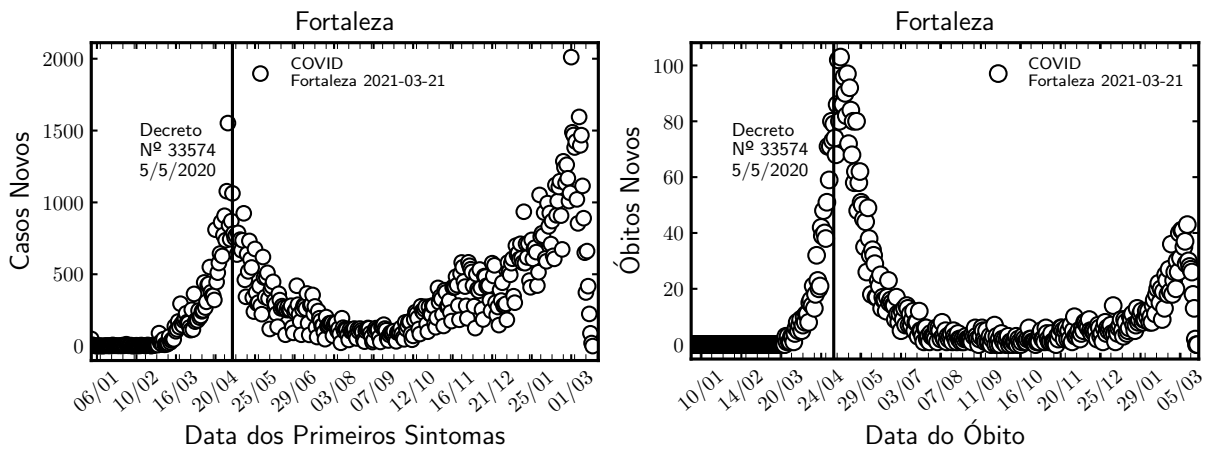 Fortaleza
2000
1500
1000
500
0
Casos Novos
COVID
Fortaleza 2021-03-21
Decreto
Nº 33574
5/5/2020
06/01
10/02
16/03
20/04
25/05
29/06
03/08
07/09
12/10
16/11
21/12
25/01
01/03
Data dos Primeiros Sintomas
Fortaleza
100
80
60
40
20
0
Óbitos Novos
COVID
Fortaleza 2021-03-21
Decreto
Nº 33574
5/5/2020
10/01
14/02
20/03
24/04
29/05
03/07
07/08
11/09
16/10
20/11
25/12
29/01
05/03
Data do Óbito